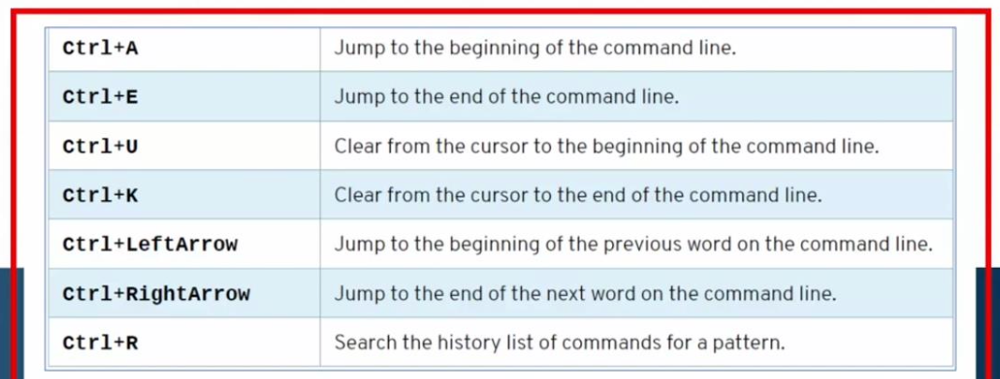 Ctrl+A Jump to the beginning of the command line.
Ctrl+E Jump to the end of the command line.
Ctrl+U Clear from the cursor to the beginning of the command line.
Ctrl+K Clear from the cursor to the end of the command line.
Ctrl+LeftArrow Jump to the beginning of the previous word on the command line.
Ctrl+RightArrow Jump to the end of the next word on the command line.
Ctrl+R Search the history list of commands for a pattern.